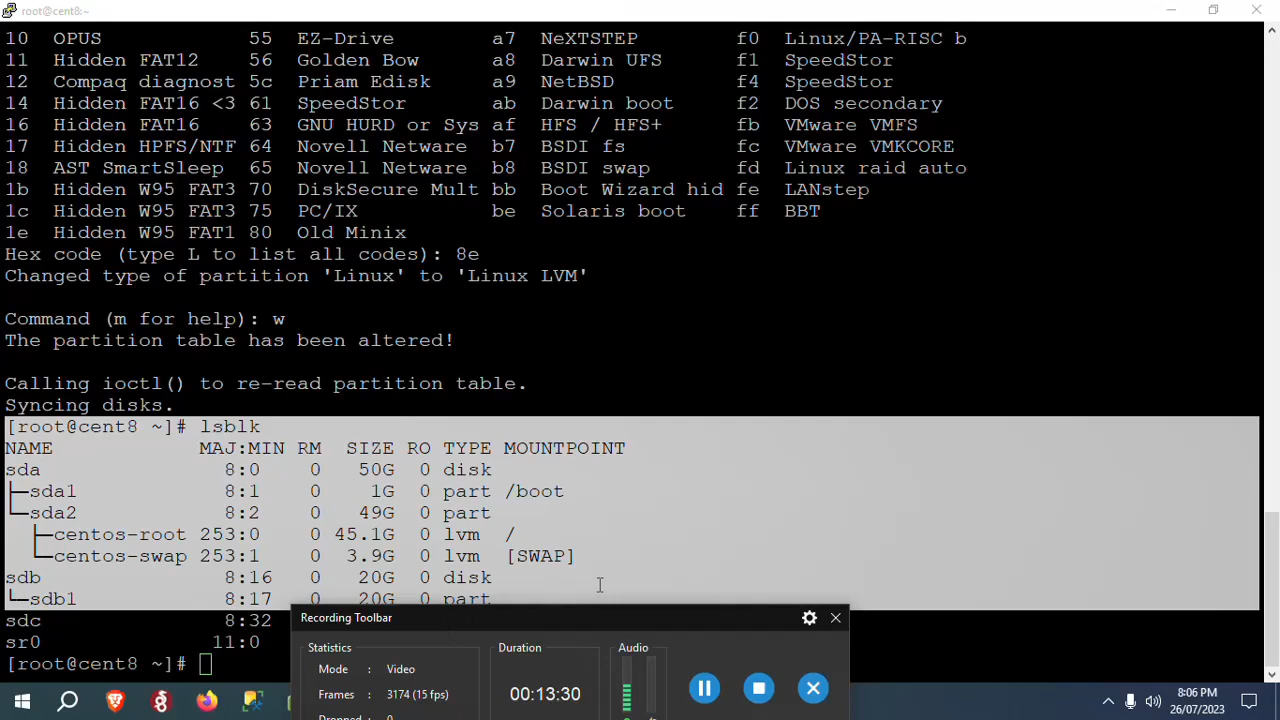 root@cent8:~
10 OPUS 55 EZ-Drive a7 NeXTSTEP f0 Linux/PA-RISC b
11 Hidden FAT12 56 Golden Bow a8 Darwin UFS f1 SpeedStor
12 Compaq diagnost 5c Priam Edisk a9 NetBSD f4 SpeedStor
14 Hidden FAT16 <3 61 SpeedStor ab Darwin boot f2 DOS secondary
16 Hidden FAT16 63 GNU HURD or Sys af HFS / HFS+ fb VMware VMFS
17 Hidden HPFS/NTF 64 Novell Netware b7 BSDI fs fc VMware VMKCORE
18 AST SmartSleep 65 Novell Netware b8 BSDI swap fd Linux raid auto
1b Hidden W95 FAT3 70 DiskSecure Mult bb Boot Wizard hid fe LANstep
1c Hidden W95 FAT3 75 PC/IX be Solaris boot ff BBT
1e Hidden W95 FAT1 80 Old Minix
Hex code (type L to list all codes): 8e
Changed type of partition 'Linux' to 'Linux LVM'
Command (m for help): w
The partition table has been altered!
Calling ioctl() to re-read partition table.
Syncing disks.
[root@cent8 ~]# lsblk
NAME MAJ:MIN RM SIZE RO TYPE MOUNTPOINT
sda 8:0 0 50G 0 disk
├─sda1 8:1 0 1G 0 part /boot
└─sda2 8:2 0 49G 0 part
├─centos-root 253:0 0 45.1G 0 lvm /
└─centos-swap 253:1 0 3.9G 0 lvm [SWAP]
sdb 8:16 0 20G 0 disk
└─sdb1 8:17 0 20G 0 part
sdc 8:32
sr0 11:0
[root@cent8 ~]#
Recording Toolbar
Statistics
Mode : Video
Frames : 3174 (15 fps)
Duration
00:13:30
Audio
8:06 PM
26/07/2023